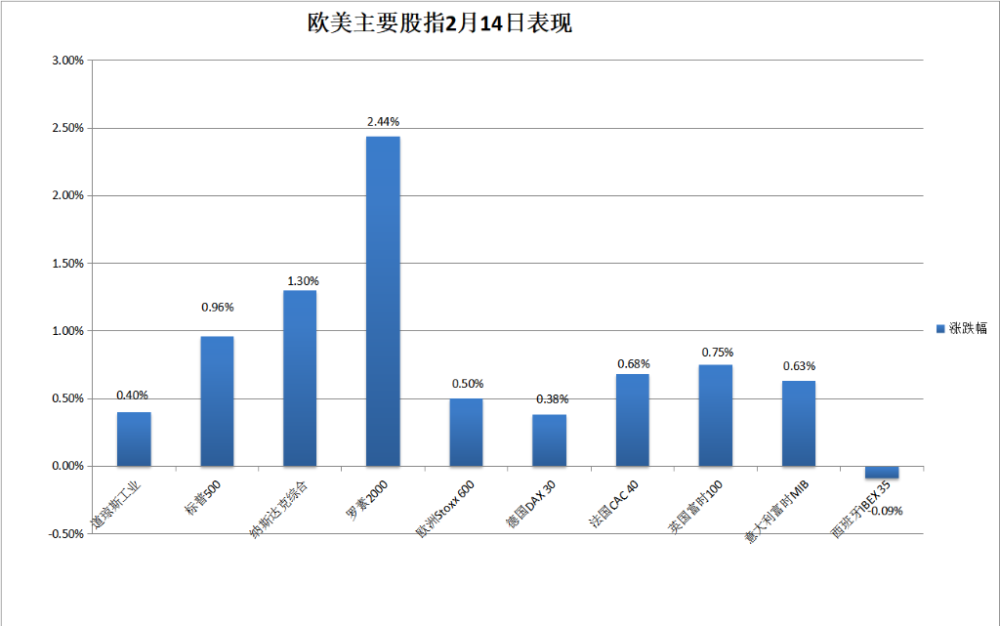 欧美主要股指2月14日表现
3.00%
2.50%
2.00%
1.50%
1.00%
0.50%
0.00%
-0.50%
0.40%
0.96%
1.30%
2.44%
0.50%
0.38%
0.68%
0.75%
0.63%
-0.09%
道琼斯工业
标普500
纳斯达克综合
罗素2000
欧洲Stoxx 600
德国DAX 30
法国CAC 40
英国富时100
意大利富时MIB
西班牙IBEX 35
涨跌幅